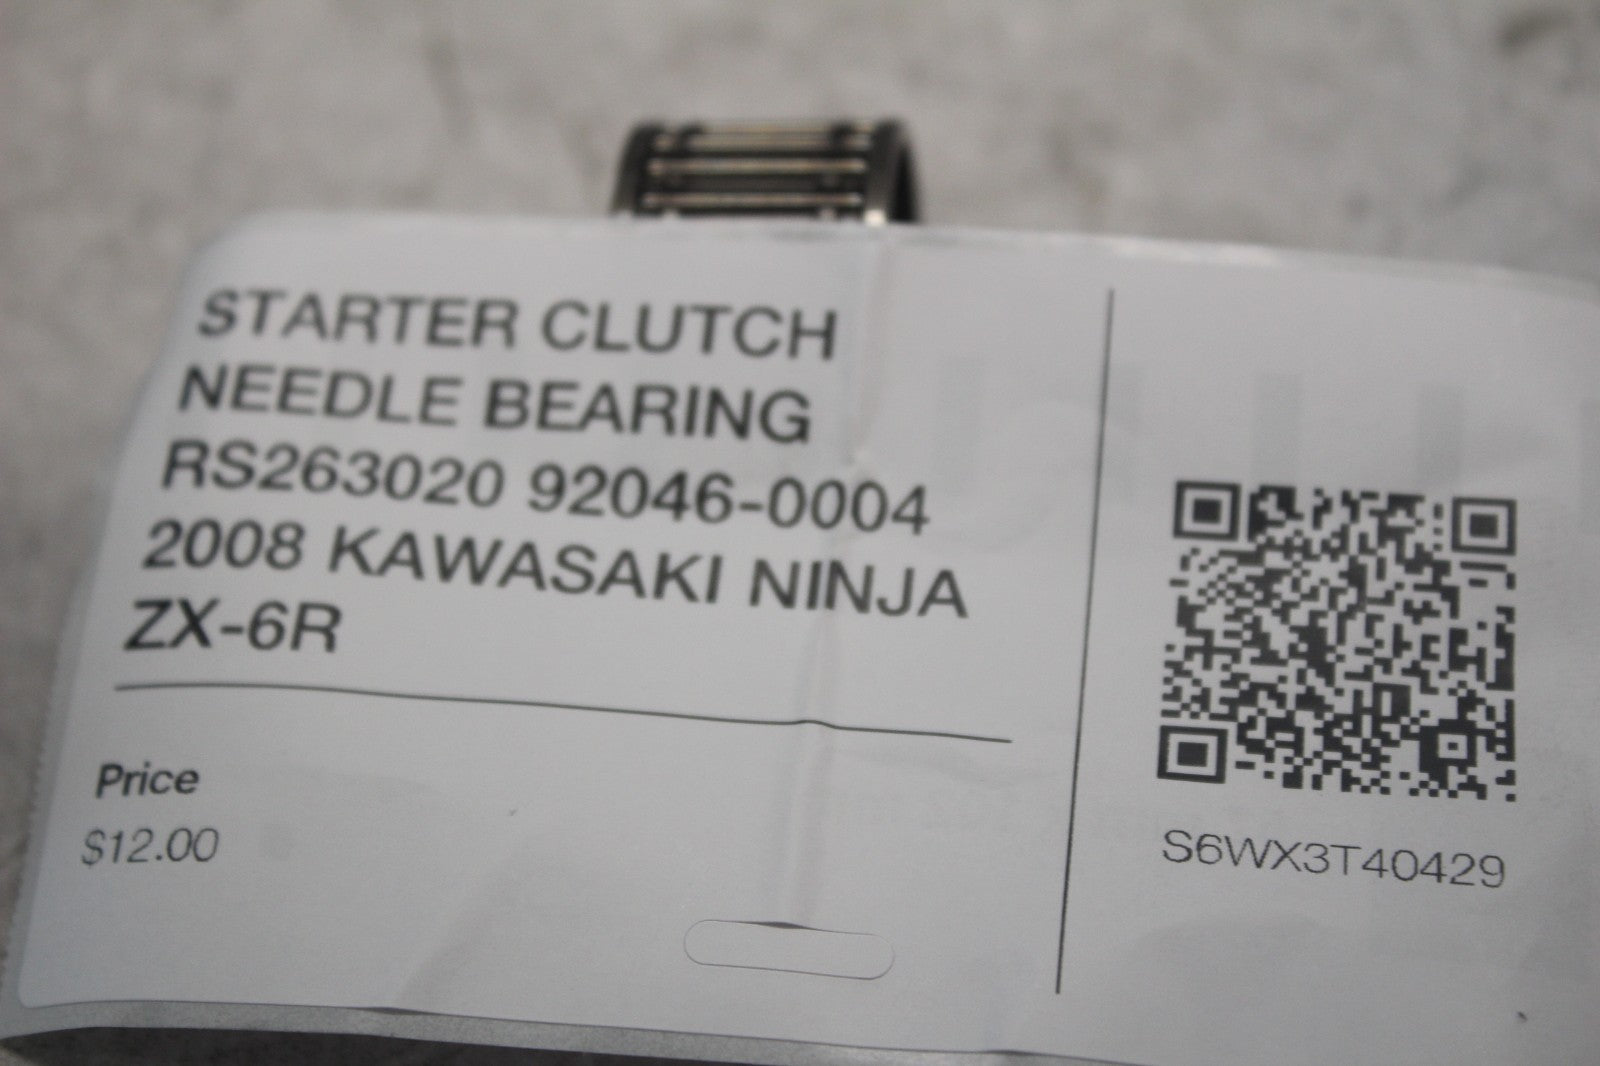 STARTER CLUTCH
NEEDLE BEARING
RS263020 92046-0004
2008 KAWASAKI NINJA
ZX-6R
Price
$12.00
S6WX3T40429